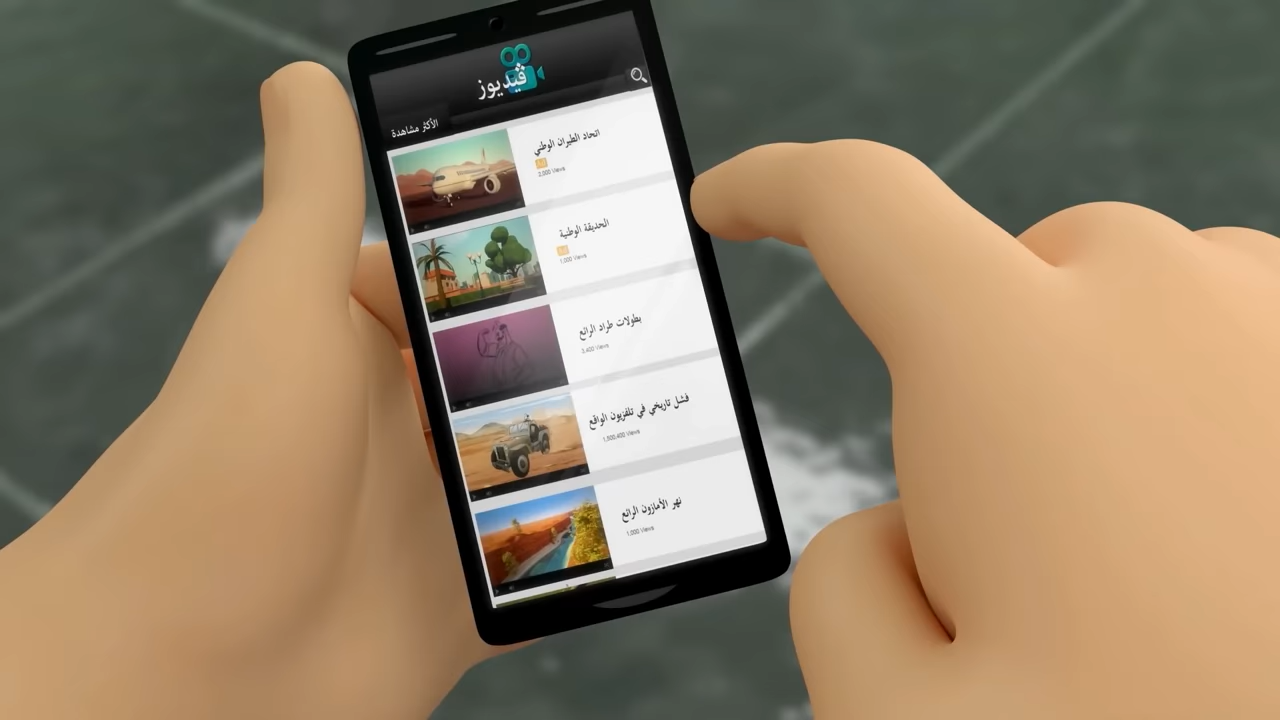 ڤيديوز
الأكثر مشاهدة
اتحاد الطيران الوطني
2,000 Views
الحديقة الوطنية
1,000 Views
بطولات طراد الرائع
3,400 Views
فشل تاريخي في تلفزيون الواقع
1,500,400 Views
نهر الأمازون الرائع
1,000 Views